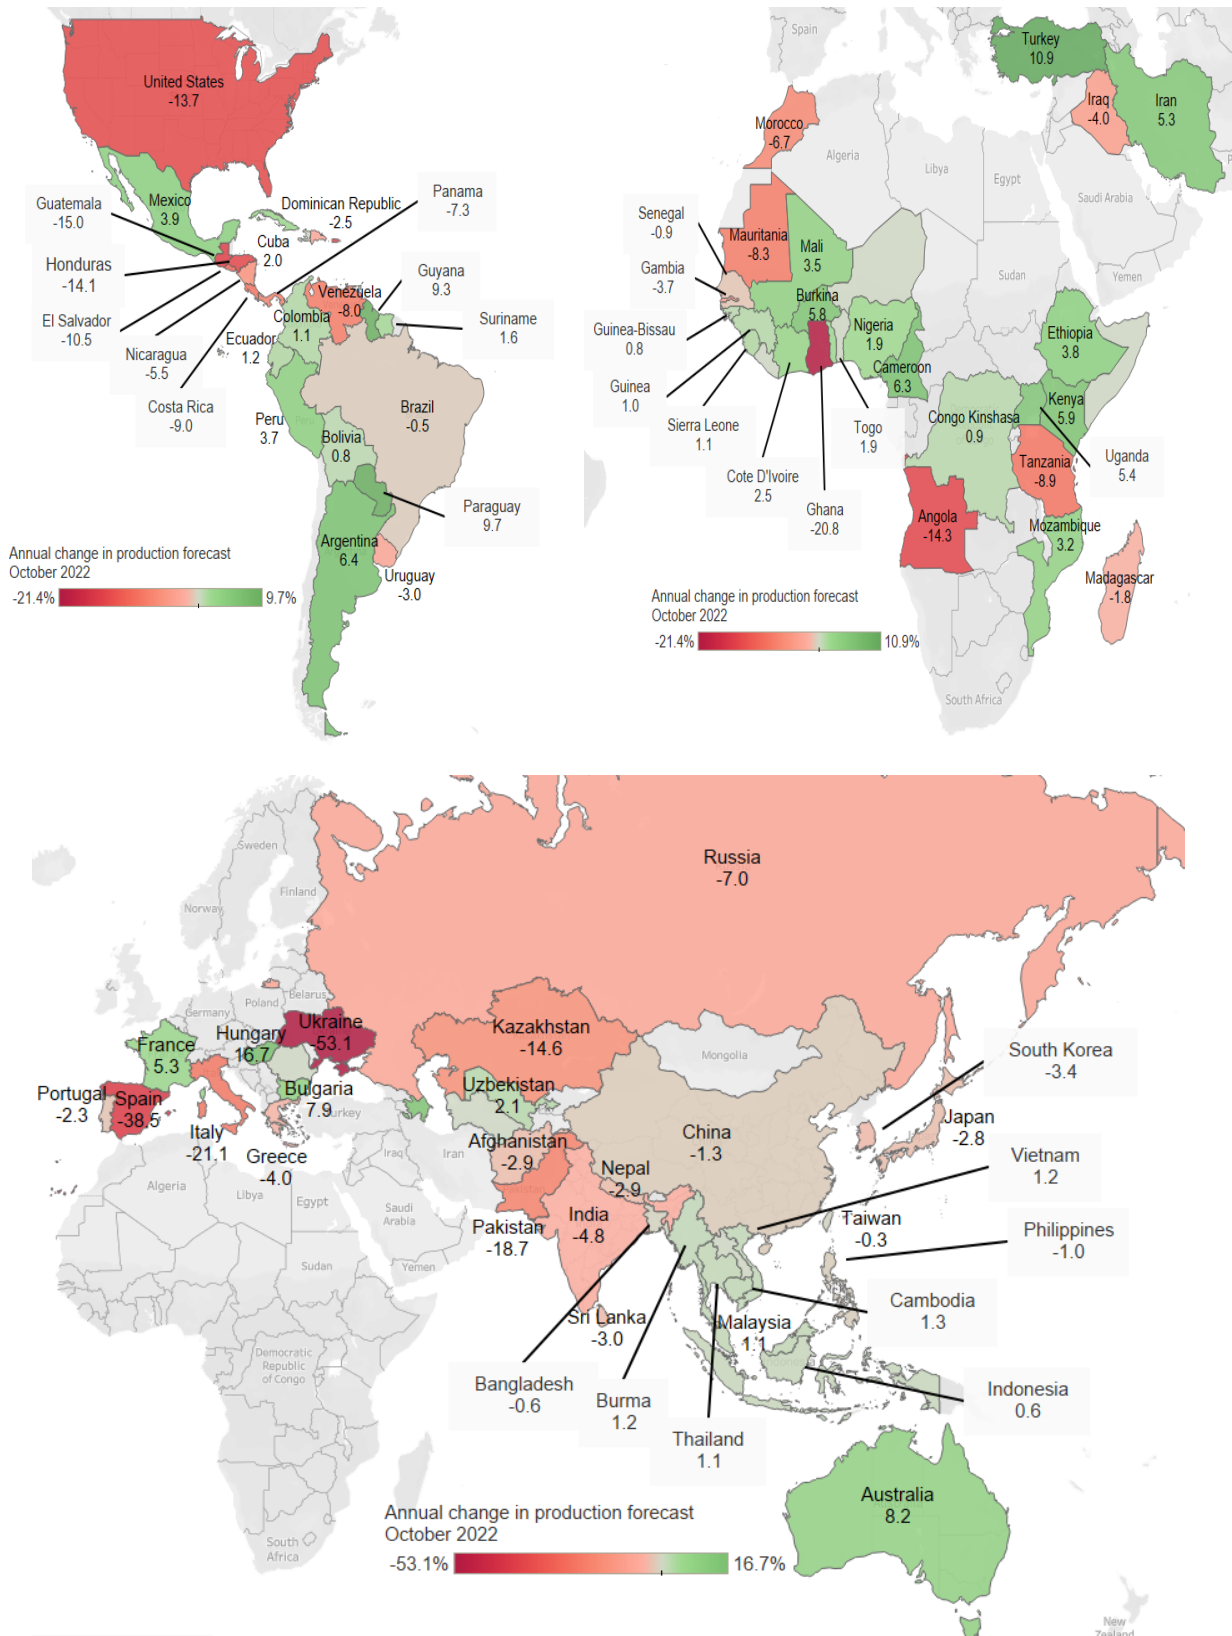 United States
-13.7
Mexico
3.9
Guatemala
-15.0
Honduras
-14.1
El Salvador
-10.5
Nicaragua
-5.5
Costa Rica
-9.0
Cuba
2.0
Dominican Republic
-2.5
Panama
-7.3
Venezuela
-8.0
Guyana
9.3
Suriname
1.6
Colombia
1.1
Ecuador
1.2
Peru
3.7
Brazil
-0.5
Bolivia
0.8
Paraguay
9.7
Argentina
6.4
Uruguay
-3.0
Annual change in production forecast
October 2022
-21.4%
9.7%
Spain
Turkey
10.9
Iraq
-4.0
Iran
5.3
Morocco
-6.7
Algeria
Libya
Egypt
Saudi Arabia
Senegal
-0.9
Mauritania
-8.3
Mali
3.5
Gambia
-3.7
Sudan
Yemen
Burkina
5.8
Guinea-Bissau
0.8
Nigeria
1.9
Ethiopia
3.8
Guinea
1.0
Cameroon
6.3
Sierra Leone
1.1
Togo
1.9
Congo Kinshasa
0.9
Kenya
5.9
Uganda
5.4
Cote D'Ivoire
2.5
Ghana
-20.8
Tanzania
-8.9
Angola
-14.3
Mozambique
3.2
Madagascar
-1.8
South Africa
Annual change in production forecast
October 2022
-21.4%
10.9%
Russia
-7.0
Sweden
Finland
Norway
Belarus
Poland
Germany
Ukraine
-53.1
Hungary
16.7
France
5.3
Kazakhstan
-14.6
Mongolia
South Korea
-3.4
Portugal
-2.3
Spain
-38.5
Bulgaria
7.9
Turkey
Uzbekistan
2.1
Italy
-21.1
Greece
-4.0
Iraq
Iran
Afghanistan
-2.9
China
-1.3
Japan
-2.8
Nepal
-2.9
Vietnam
1.2
Algeria
Libya
Egypt
Saudi
Arabia
Pakistan
-18.7
India
-4.8
Taiwan
-0.3
Philippines
-1.0
Sudan
Yemen
Sri Lanka
-3.0
Malaysia
1.1
Cambodia
1.3
Democratic
Republic
of Congo
Bangladesh
-0.6
Burma
1.2
Thailand
1.1
Indonesia
0.6
Australia
8.2
South
Africa
Annual change in production forecast
October 2022
-53.1%
16.7%
New
Zealand